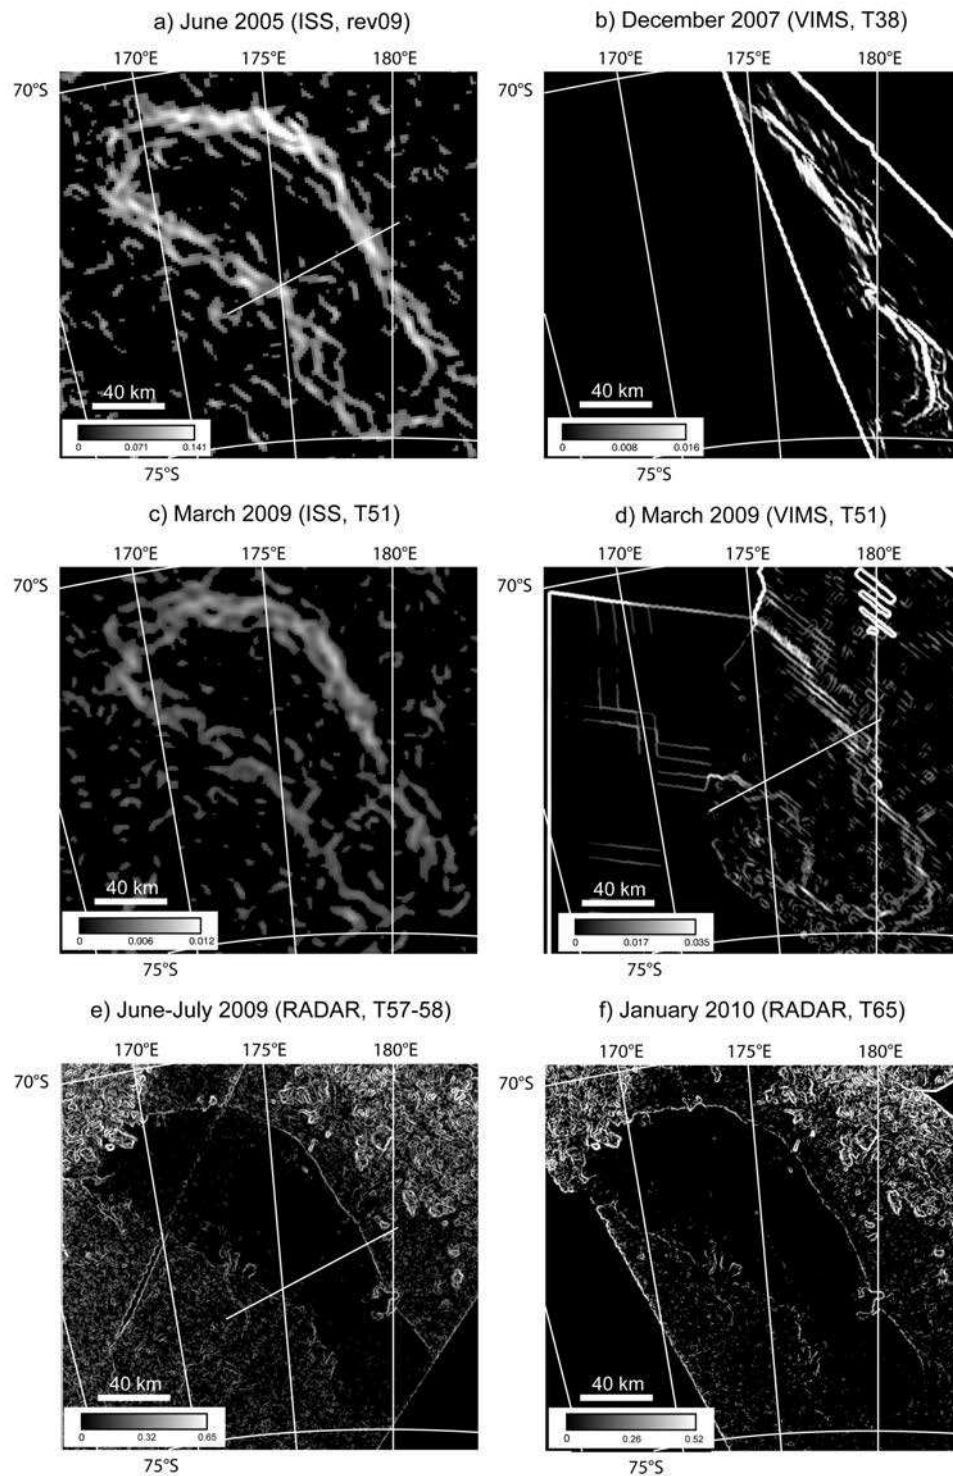 a) June 2005 (ISS, rev09)
170°E 175°E 180°E
70°S
40 km
0 0.071 0.141
75°S
b) December 2007 (VIMS, T38)
170°E 175°E 180°E
70°S
40 km
0 0.008 0.016
75°S
c) March 2009 (ISS, T51)
170°E 175°E 180°E
70°S
40 km
0 0.006 0.012
75°S
d) March 2009 (VIMS, T51)
170°E 175°E 180°E
70°S
40 km
0 0.017 0.035
75°S
e) June-July 2009 (RADAR, T57-58)
170°E 175°E 180°E
70°S
40 km
0 0.32 0.65
75°S
f) January 2010 (RADAR, T65)
170°E 175°E 180°E
70°S
40 km
0 0.26 0.52
75°S